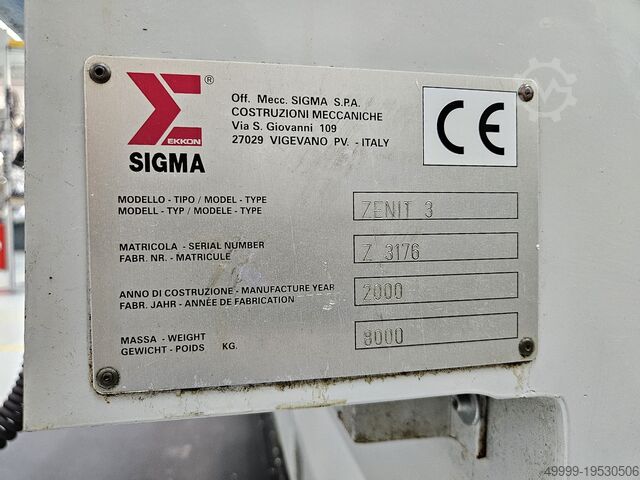 EKKON
®
SIGMA
Off. Mecc. SIGMA S.P.A.
COSTRUZIONI MECCANICHE
Via S. Giovanni 109
27029 VIGEVANO PV. - ITALY
CE
MODELLO - TIPO / MODEL - TYPE
MODELL - TYP / MODELE - TYPE
ZENIT 3
MATRICOLA - SERIAL NUMBER
FABR. NR. - MATRICULE
Z 3176
ANNO DI COSTRUZIONE - MANUFACTURE YEAR
FABR. JAHR - ANNÉE DE FABRICATION
2000
MASSA - WEIGHT
GEWICHT - POIDS KG.
8000
Machineseeker
49999-19530506